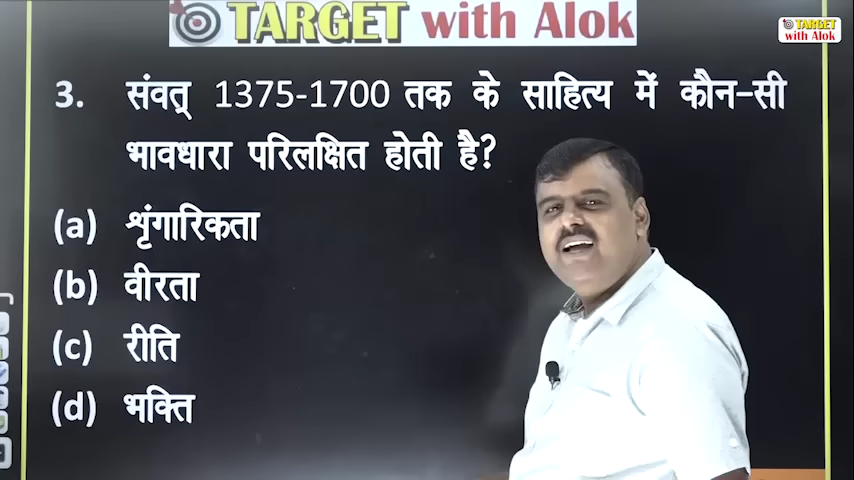 TARGET with Alok
TARGET
with Alok
3. संवत् 1375-1700 तक के साहित्य में कौन-सी
भावधारा परिलक्षित होती है?
(a) शृंगारिकता
(b) वीरता
(c) रीति
(d) भक्ति